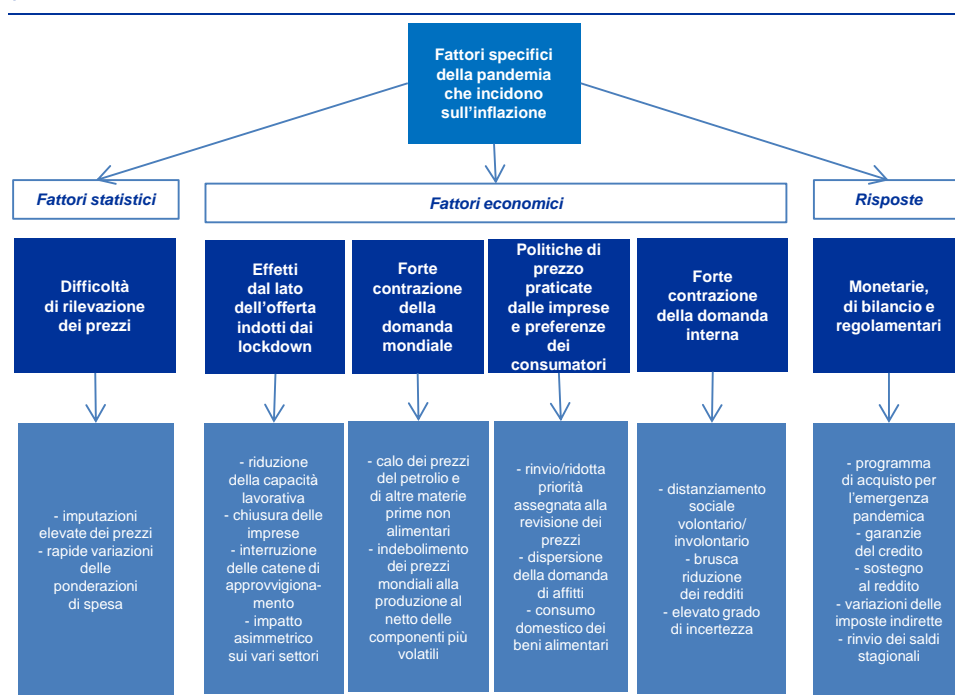 Fattori specifici
della pandemia
che incidono
sull'inflazione
Fattori statistici
Fattori economici
Risposte
Difficoltà
di rilevazione
dei prezzi
Effetti
dal lato
dell'offerta
indotti dai
lockdown
Forte
contrazione
della
domanda
mondiale
Politiche di
prezzo
praticate
dalle imprese
e preferenze
dei
consumatori
Forte
contrazione
della domanda
interna
Monetarie,
di bilancio e
regolamentari
- imputazioni
elevate dei prezzi
- rapide variazioni
delle
ponderazioni
di spesa
- riduzione
della capacità
lavorativa
- chiusura delle
imprese
- interruzione
delle catene di
approvvigiona-
mento
- impatto
asimmetrico
sui vari settori
- calo dei prezzi
del petrolio e
di altre materie
prime non
alimentari
- indebolimento
dei prezzi
mondiali alla
produzione al
netto delle
componenti più
volatili
- rinvio/ridotta
priorità
assegnata alla
revisione dei
prezzi
- dispersione
della domanda
di affitti
- consumo
domestico dei
beni alimentari
- distanziamento
sociale
volontario/
involontario
- brusca
riduzione
dei redditi
- elevato grado
di incertezza
- programma
di acquisto per
l'emergenza
pandemica
- garanzie
del credito
- sostegno
al reddito
- variazioni delle
imposte indirette
- rinvio dei saldi
stagionali